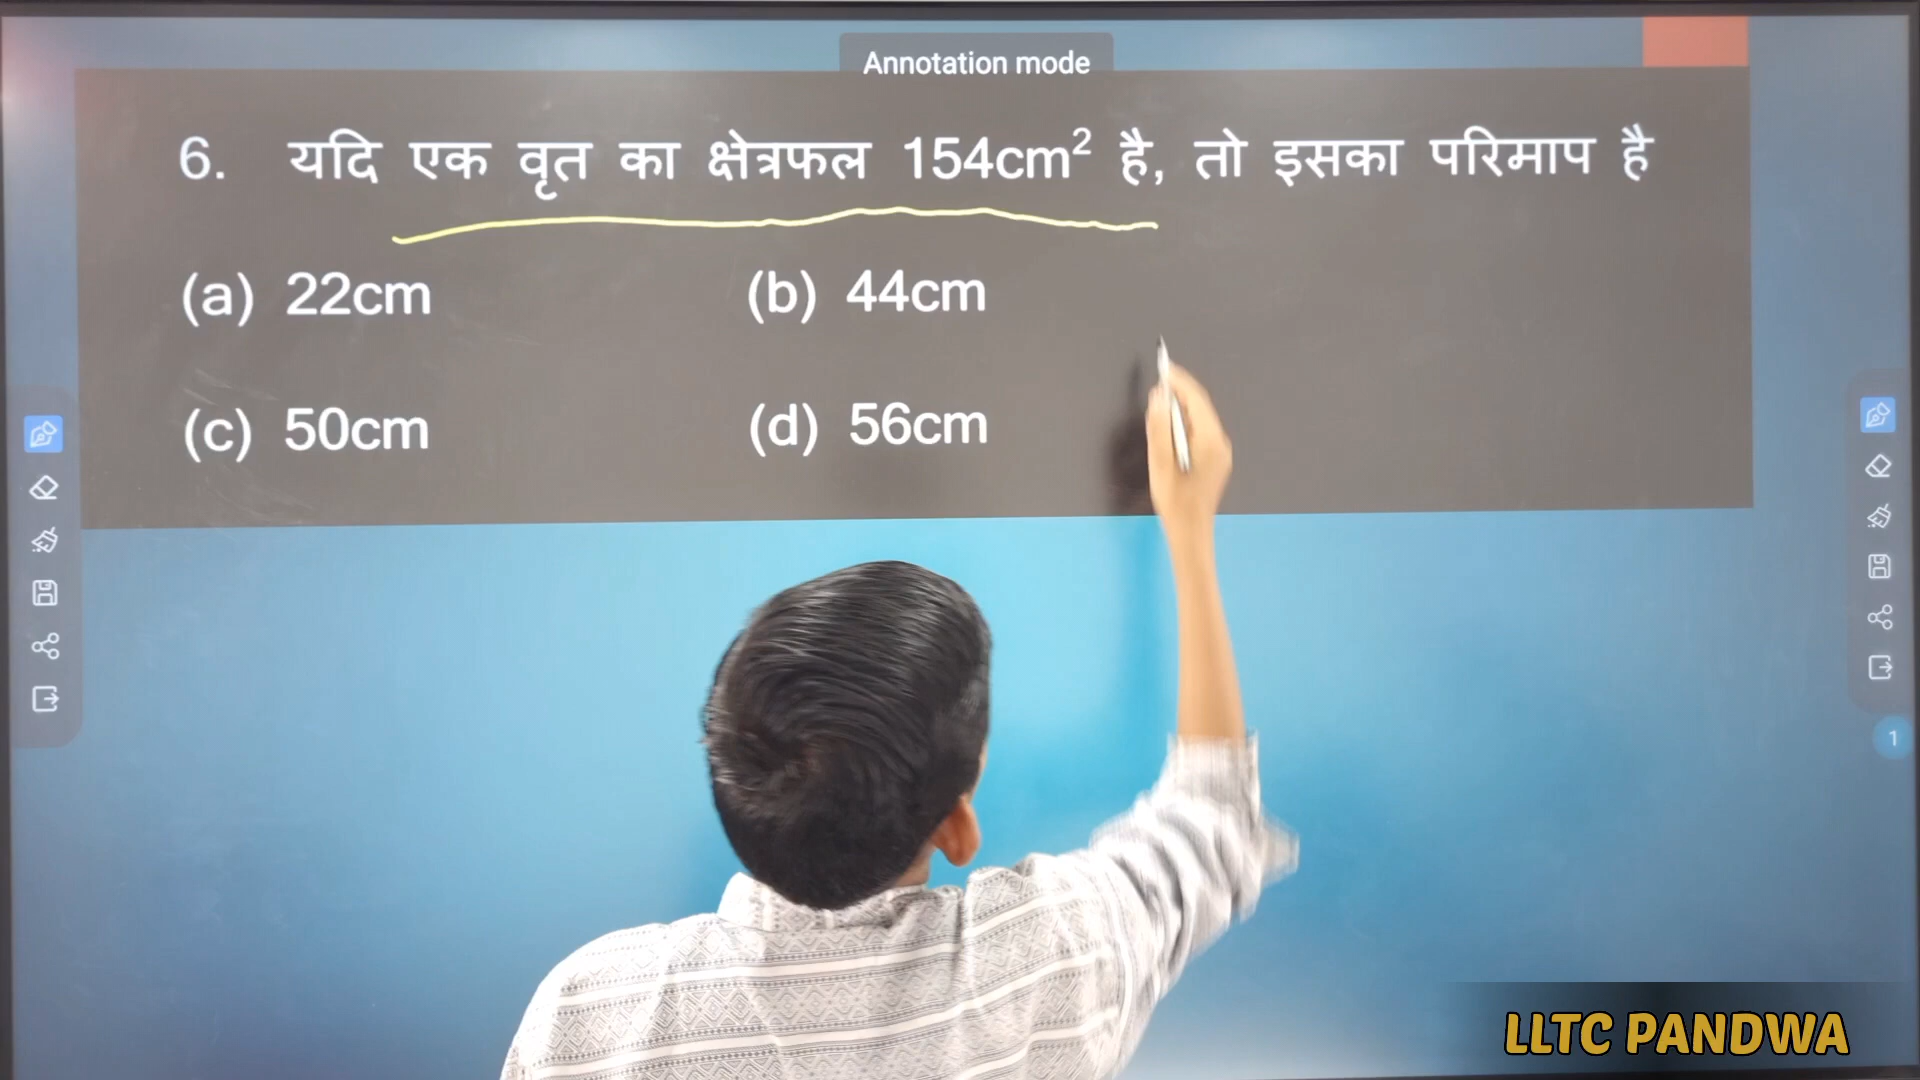 Annotation mode
6. यदि एक वृत का क्षेत्रफल 154cm² है, तो इसका परिमाप है
(a) 22cm (b) 44cm
(c) 50cm (d) 56cm
1
LLTC PANDWA